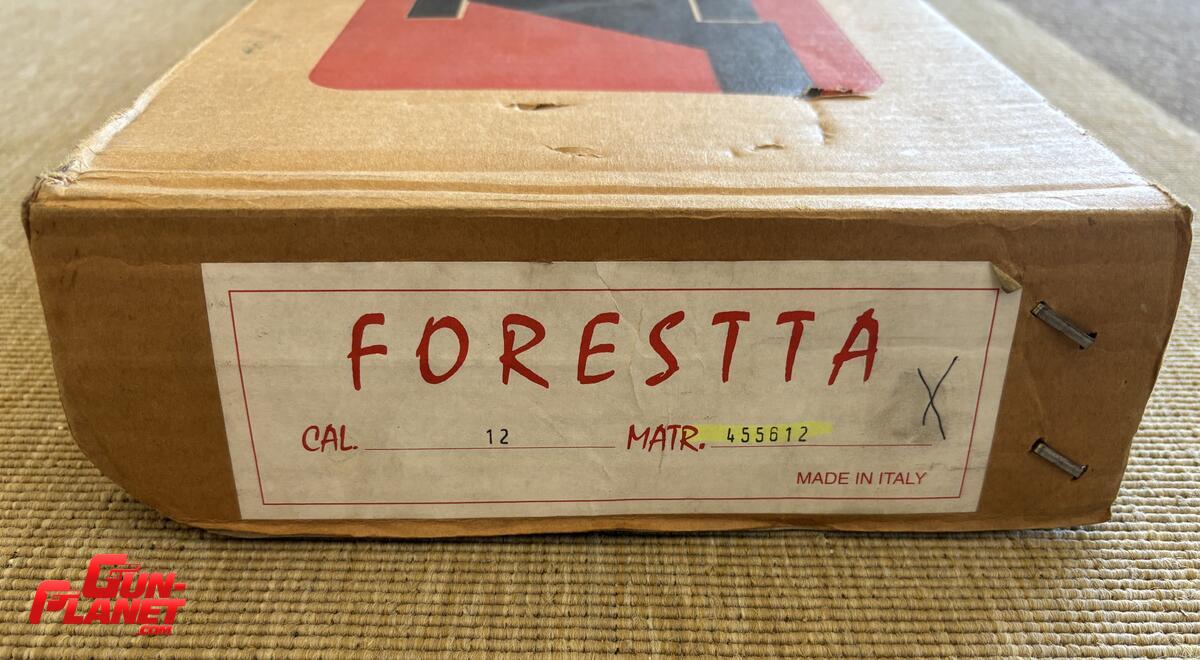 FORESTTA
CAL. 12 MATR. 455612
X
MADE IN ITALY
GUN-
PLANET
.COM